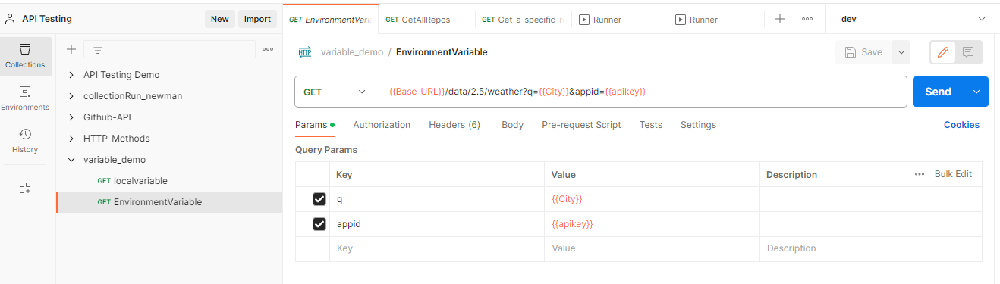 API Testing
New
Import
GET EnvironmentVaria
GET GetAllRepos
GET Get_a_specific_r
Runner
Runner
dev
Collections
Environments
History
API Testing Demo
collectionRun_newman
Github-API
HTTP_Methods
variable_demo
GET localvariable
GET EnvironmentVariable
HTTP variable_demo / EnvironmentVariable
Save
GET
{{Base_URL}}/data/2.5/weather?q={{City}}&appid={{apikey}}
Send
Params Authorization Headers (6) Body Pre-request Script Tests Settings Cookies
Query Params
Key Value Description Bulk Edit
q {{City}}
appid {{apikey}}
Key Value Description